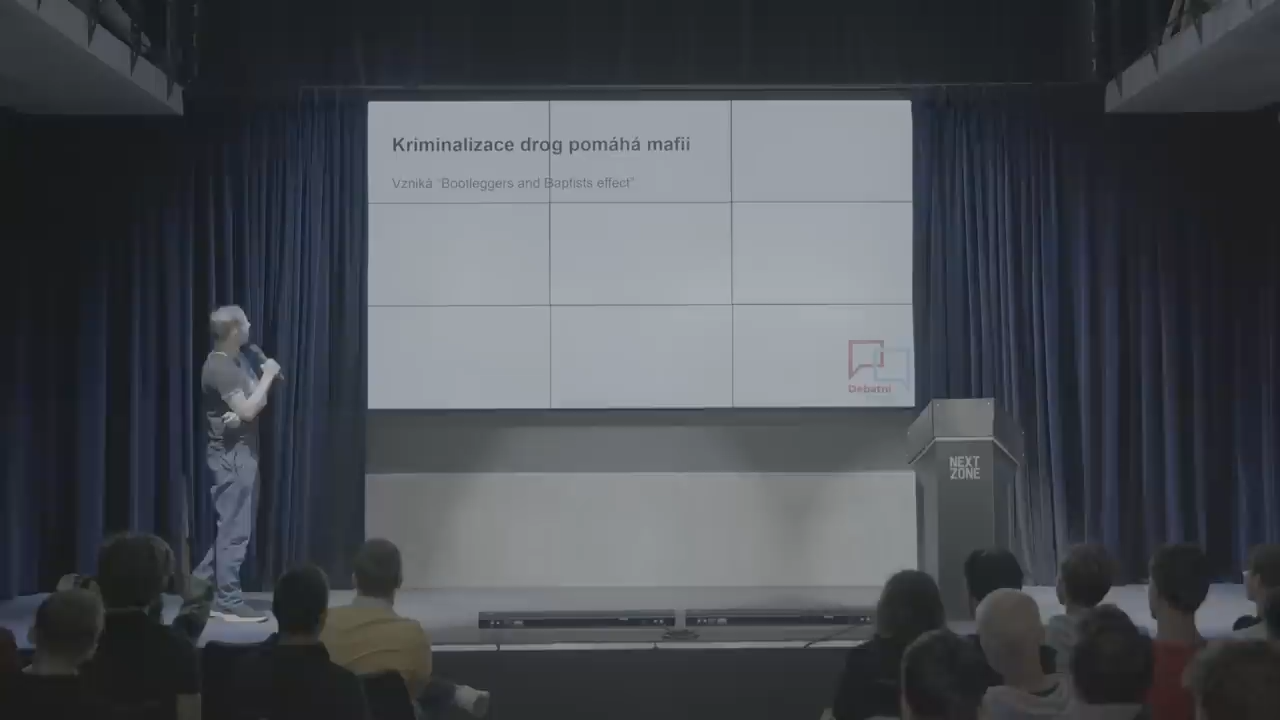 Kriminalizace drog pomáhá mafii
Vzniká "Bootleggers and Baptists effect"
Debatní
NEXT
ZONE